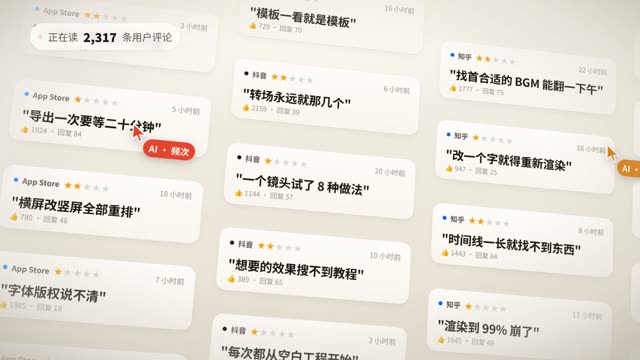 App Store ★★★★★
3 小时前
正在读 2,317 条用户评论
App Store ★★★★★
5 小时前
"导出一次要等二十分钟"
👍 1924 · 回复 84
AI · 频次
App Store ★★★★★
18 小时前
"横屏改竖屏全部重排"
👍 780 · 回复 46
App Store ★★★★★
7 小时前
"字体版权说不清"
👍 1985 · 回复 18
16 小时前
"模板一看就是模板"
👍 729 · 回复 70
抖音 ★★★★★
6 小时前
"转场永远就那几个"
👍 2159 · 回复 39
抖音 ★★★★★
20 小时前
"一个镜头试了 8 种做法"
👍 1144 · 回复 57
抖音 ★★★★★
10 小时前
"想要的效果搜不到教程"
👍 389 · 回复 65
抖音 ★★★★★
3 小时前
"每次都从空白工程开始"
知乎 ★★★★★
22 小时前
"找首合适的 BGM 能翻一下午"
👍 1777 · 回复 75
知乎 ★★★★★
16 小时前
"改一个字就得重新渲染"
👍 947 · 回复 25
AI ·
知乎 ★★★★★
8 小时前
"时间线一长就找不到东西"
👍 1443 · 回复 84
知乎 ★★★★★
13 小时前
"渲染到 99% 崩了"
👍 1645 · 回复 48